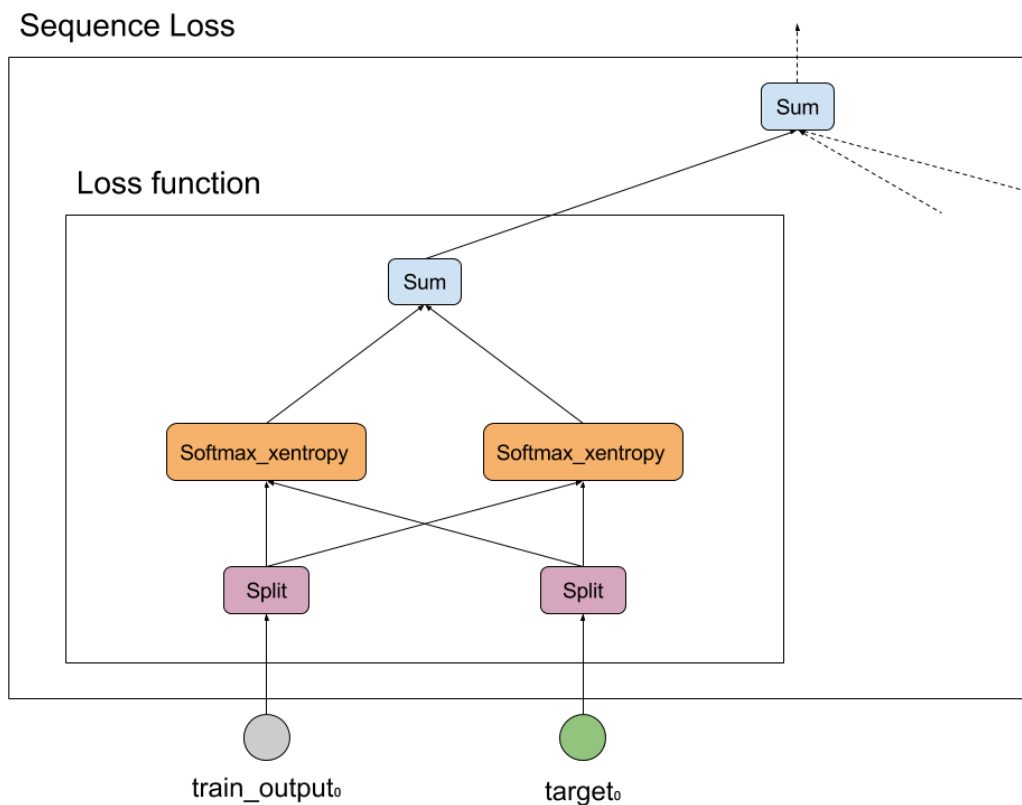 Sequence Loss
Sum
Loss function
Sum
Softmax_xentropy
Softmax_xentropy
Split
Split
train_output₀
target₀